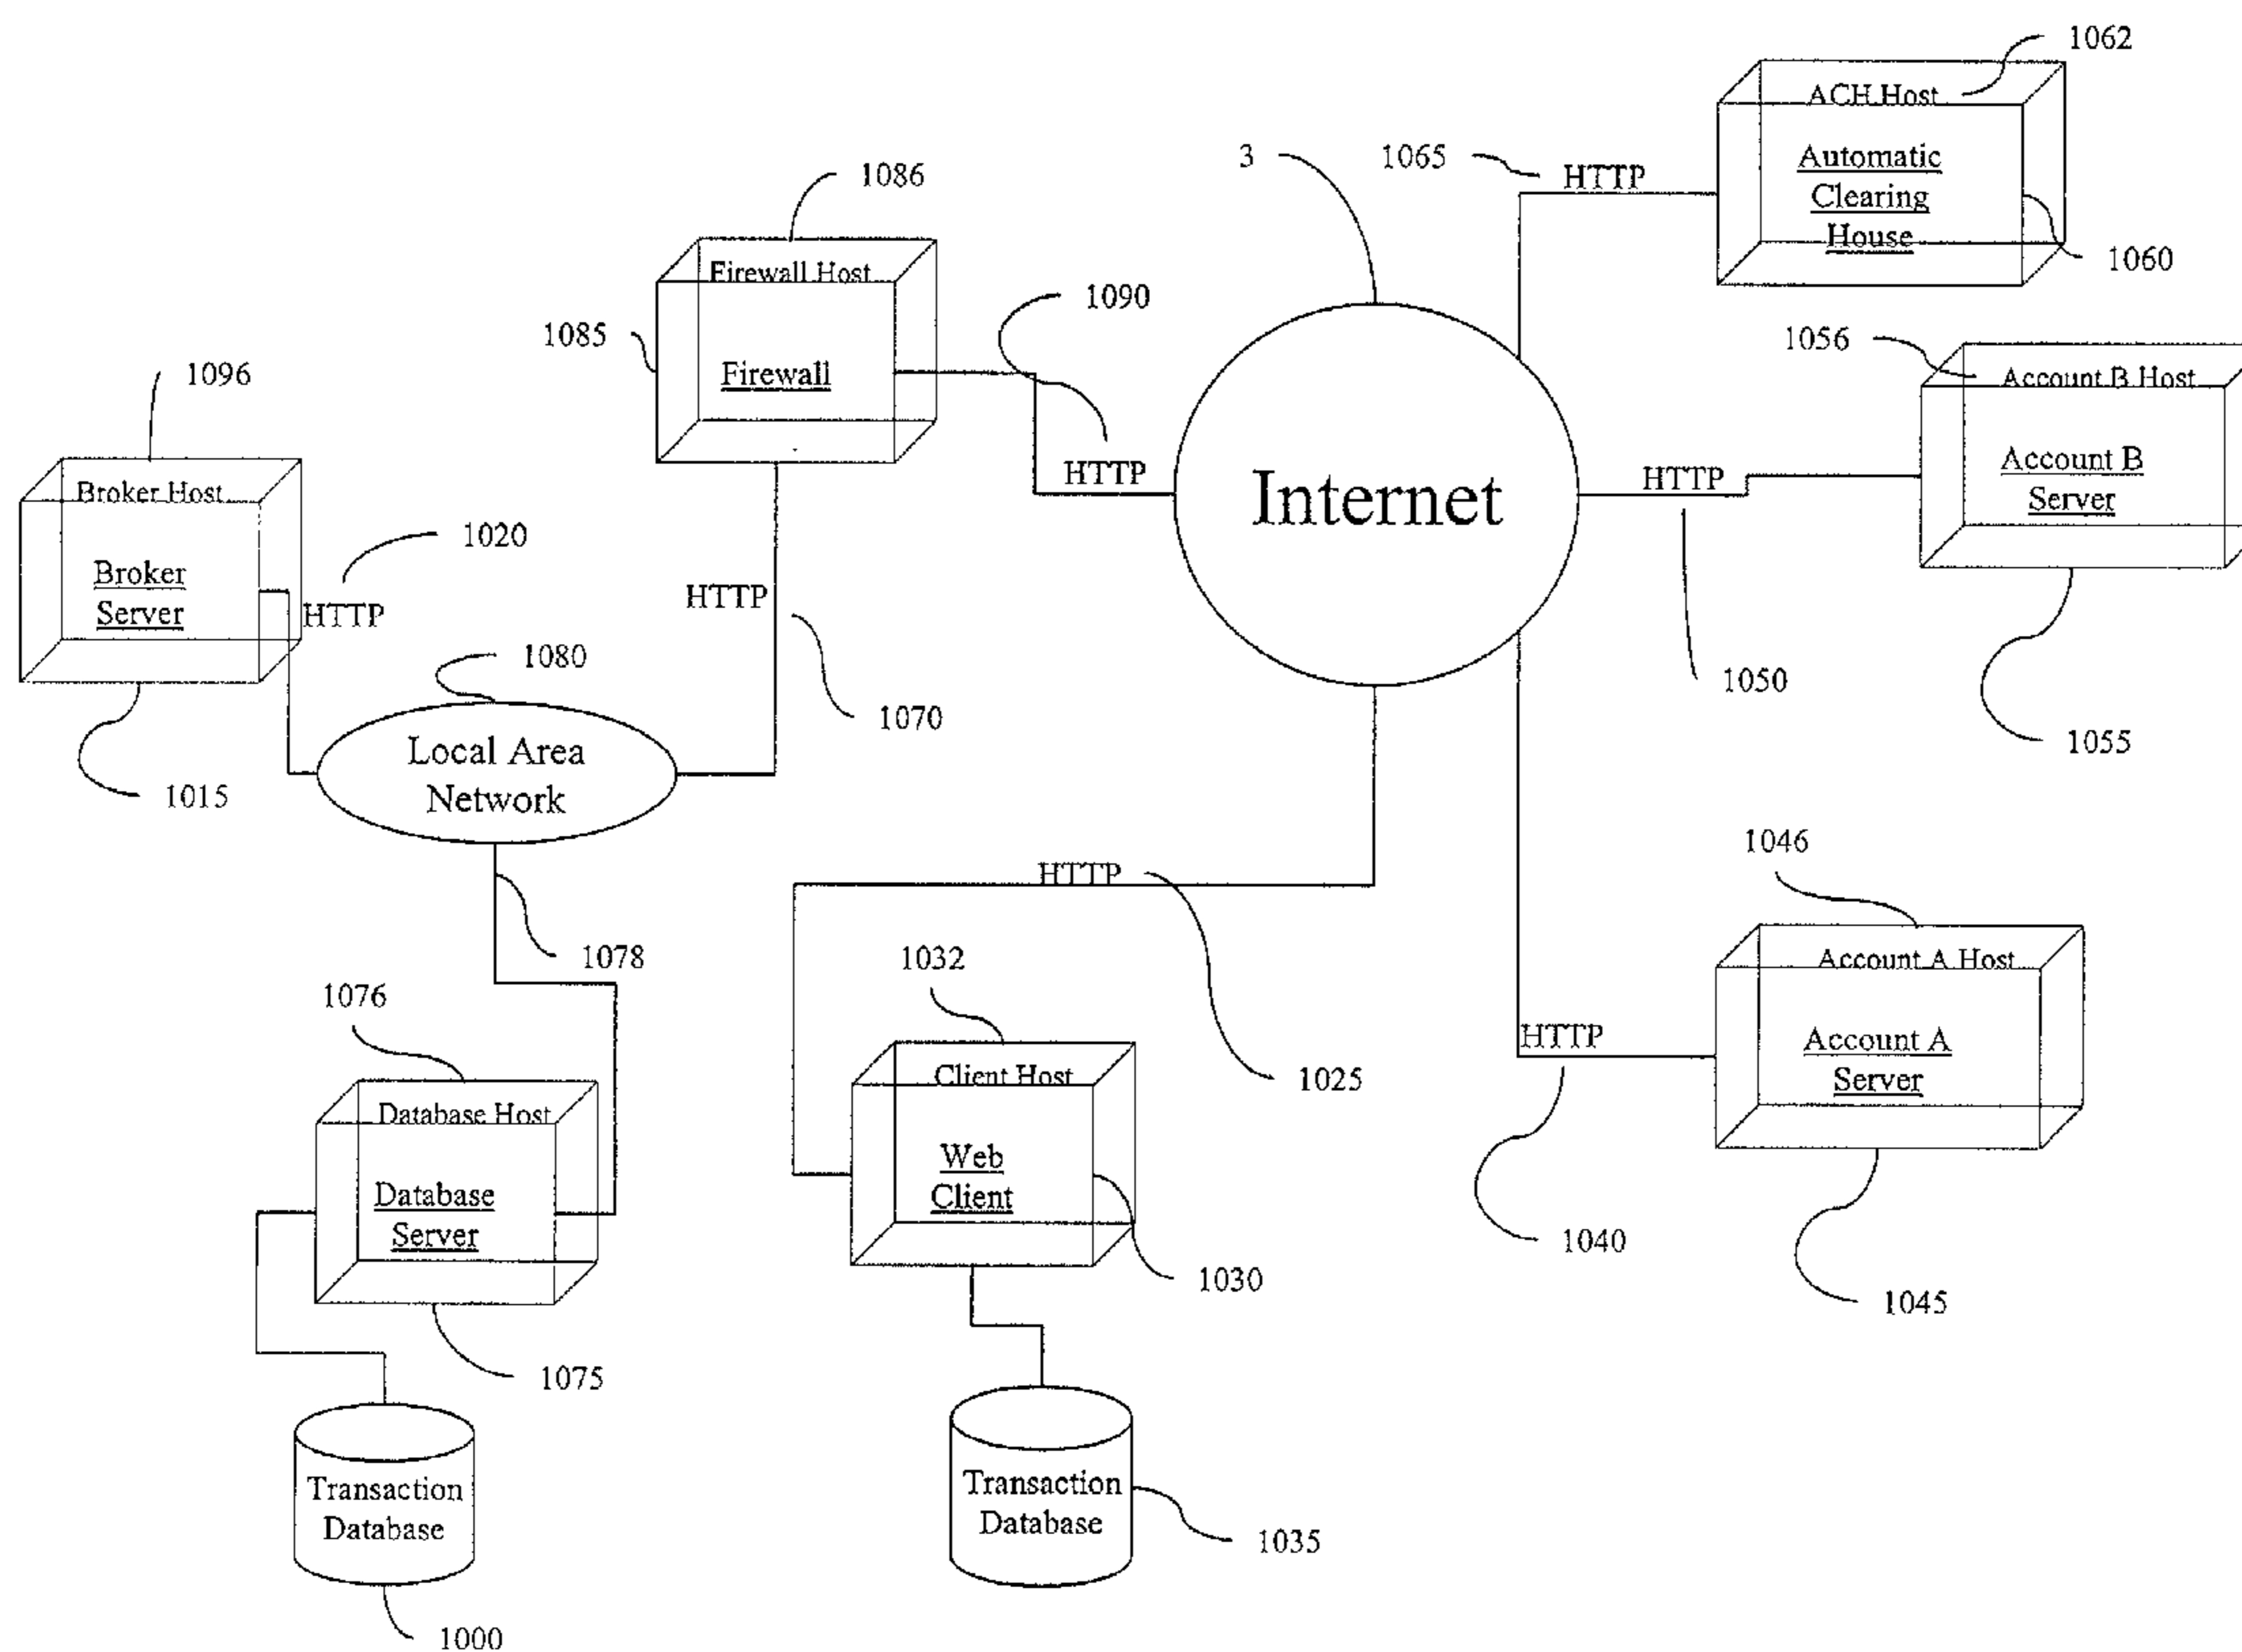 1062
ACH Host
Automatic
Clearing
House
1060
1065
HTTP
3
1086
Firewall Host
1085
Firewall
1090
HTTP
Internet
1056
Account B Host
Account B
Server
HTTP
1050
1055
1096
Broker Host
Broker
Server
1020
HTTP
1015
HTTP
1070
1080
Local Area
Network
1078
HTTP
1025
1046
Account A Host
Account A
Server
HTTP
1040
1045
1076
Database Host
Database
Server
1075
1032
Client Host
Web
Client
1030
Transaction
Database
1000
Transaction
Database
1035